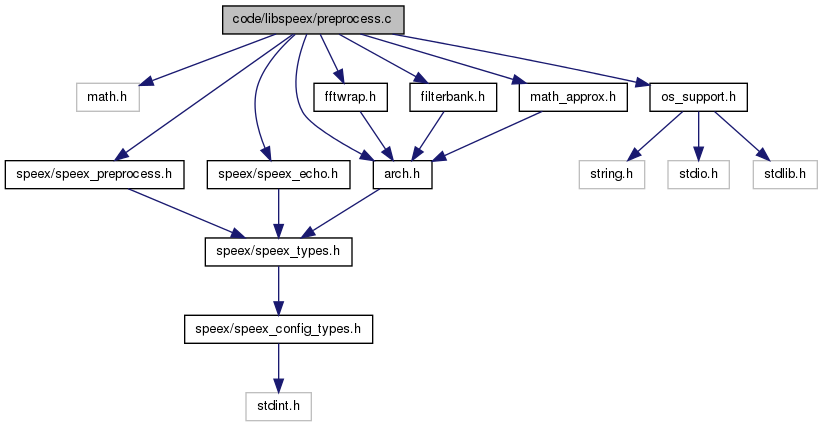 code/libspeex/preprocess.c
math.h
fftwrap.h
filterbank.h
math_approx.h
os_support.h
speex/speex_preprocess.h
speex/speex_echo.h
arch.h
string.h
stdio.h
stdlib.h
speex/speex_types.h
speex/speex_config_types.h
stdint.h